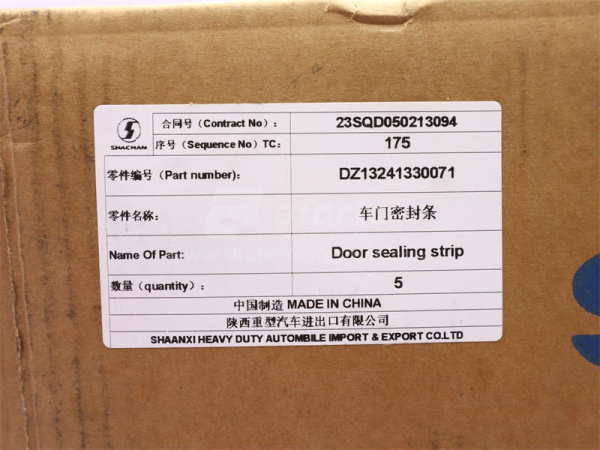 SHACMAN
合同号（Contract No）： 23SQD050213094
序号（Sequence No）TC: 175
零件编号（Part number): DZ13241330071
零件名称: 车门密封条
Name Of Part: Door sealing strip
数量（quantity）： 5
中国制造 MADE IN CHINA
陕西重型汽车进出口有限公司
SHAANXI HEAVY DUTY AUTOMBILE IMPORT & EXPORT CO.LTD